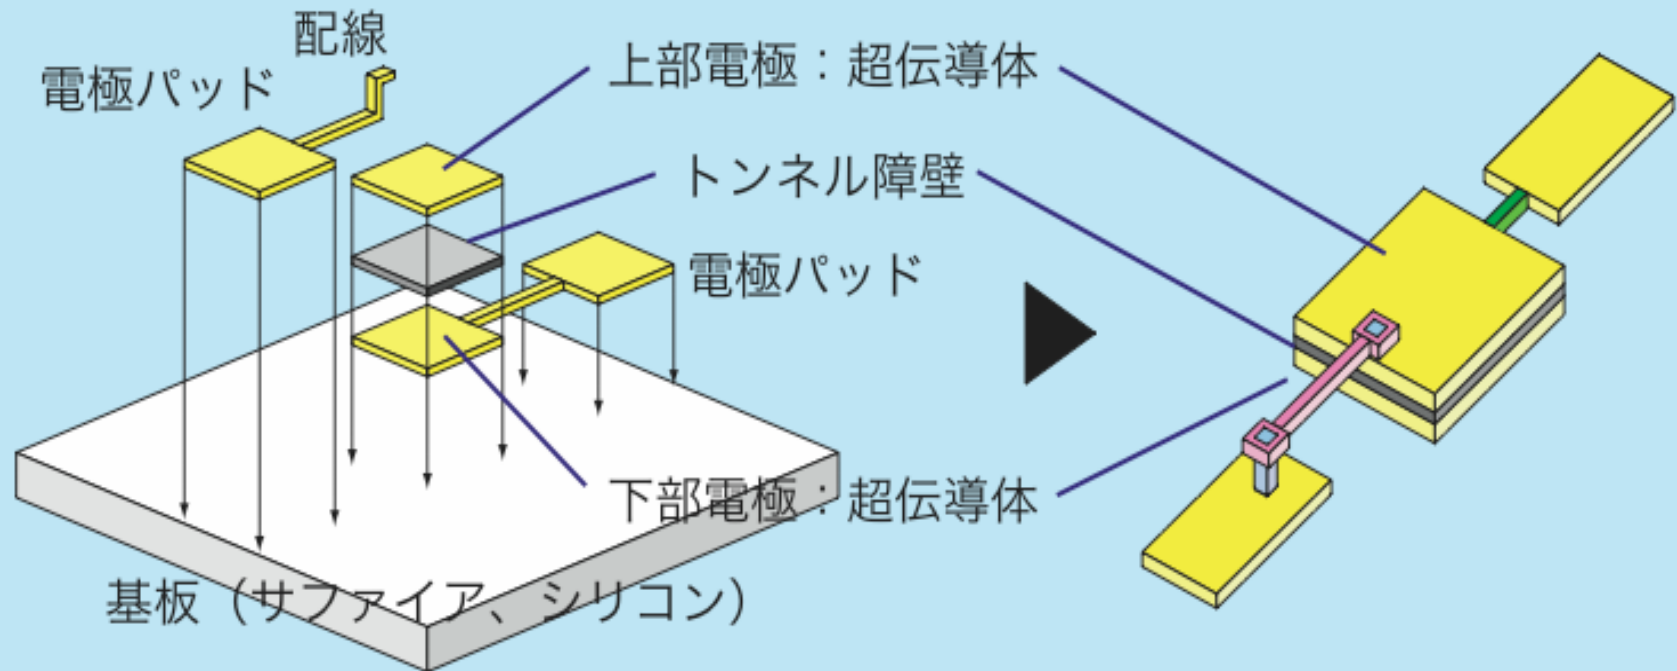 配線
電極パッド
上部電極：超伝導体
トンネル障壁
電極パッド
下部電極：超伝導体
基板（サファイア、シリコン）